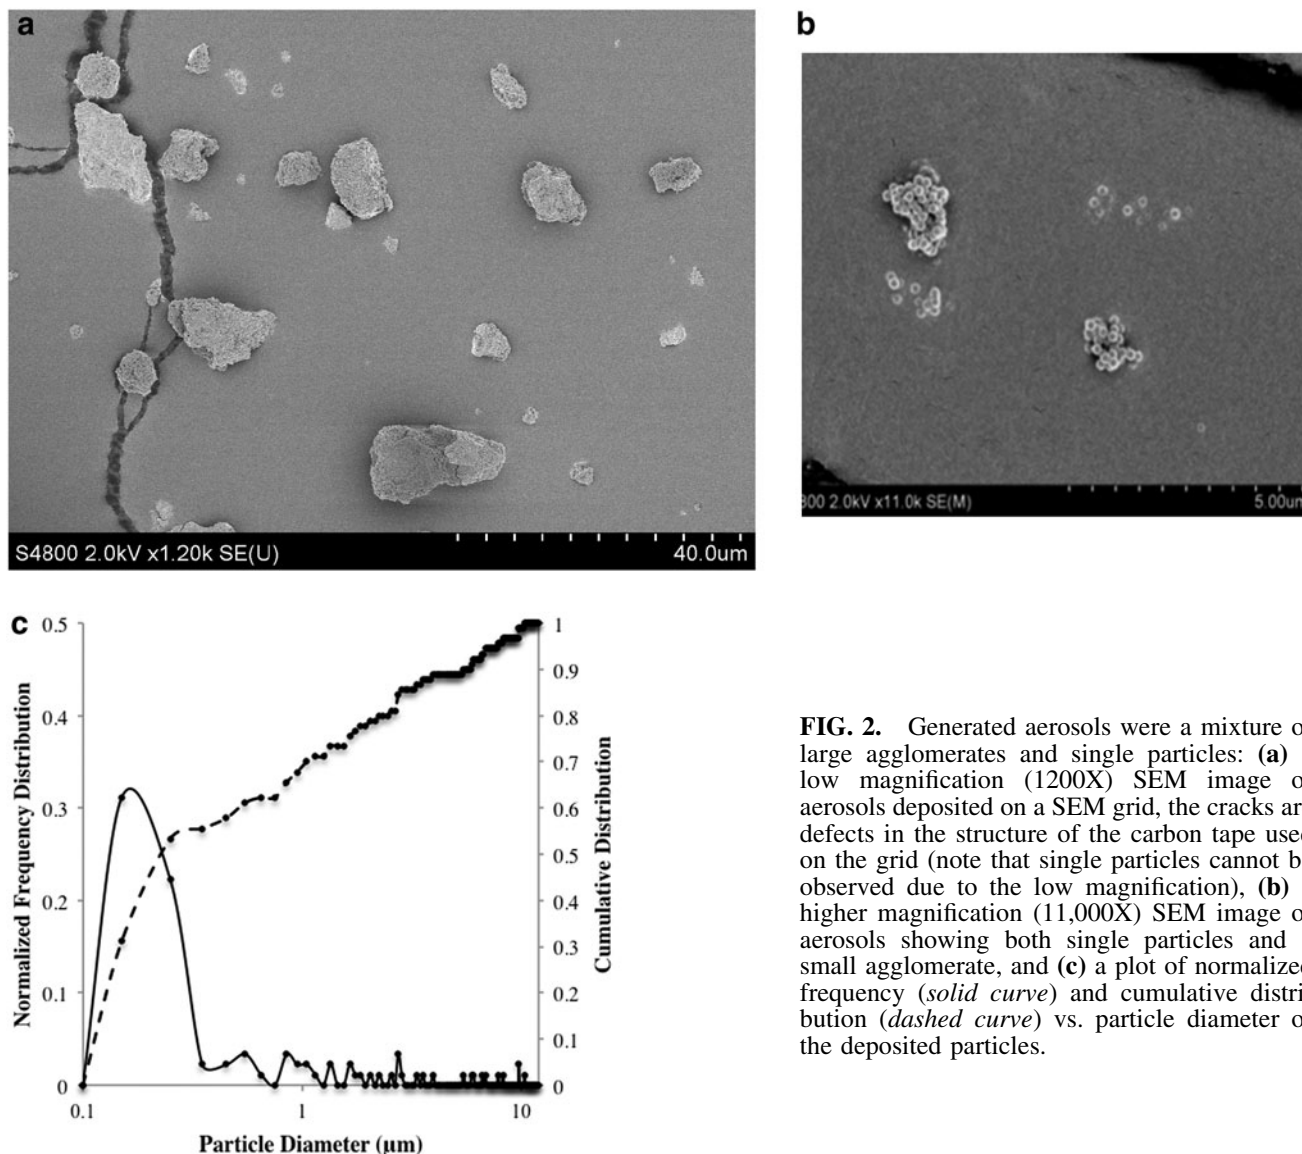 a
b
S4800 2.0kV x1.20k SE(U)
40.0um
800 2.0kV x11.0k SE(M)
5.00um
c
0.5
0.4
0.3
0.2
0.1
0
1
0.9
0.8
0.7
0.6
0.5
0.4
0.3
0.2
0.1
0
0.1
1
10
Normalized Frequency Distribution
Cumulative Distribution
Particle Diameter (µm)
FIG. 2. Generated aerosols were a mixture o
large agglomerates and single particles: (a)
low magnification (1200X) SEM image o
aerosols deposited on a SEM grid, the cracks ar
defects in the structure of the carbon tape used
on the grid (note that single particles cannot b
observed due to the low magnification), (b)
higher magnification (11,000X) SEM image o
aerosols showing both single particles and
small agglomerate, and (c) a plot of normalized
frequency (solid curve) and cumulative distri-
bution (dashed curve) vs. particle diameter o
the deposited particles.